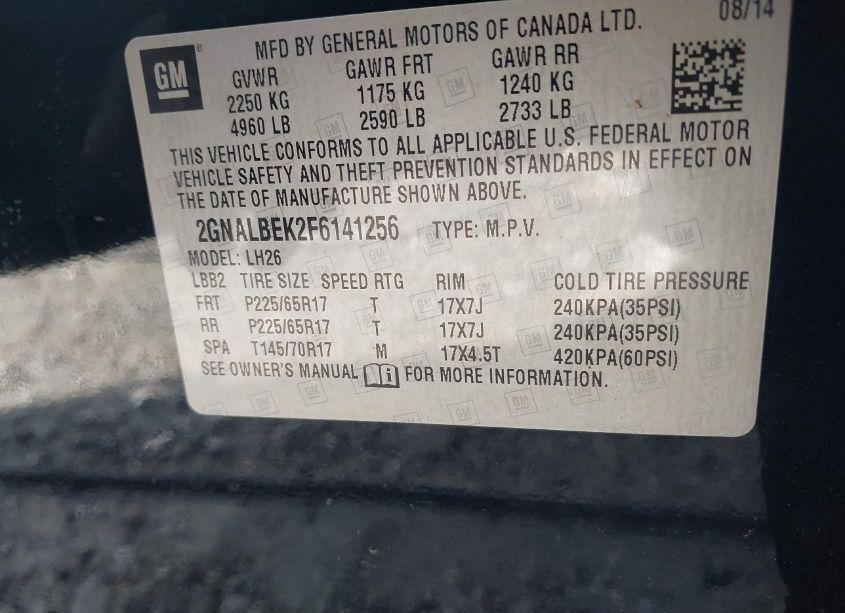 08/14
GM®
MFD BY GENERAL MOTORS OF CANADA LTD.
GVWR GAWR FRT GAWR RR
2250 KG 1175 KG 1240 KG
4960 LB 2590 LB 2733 LB
THIS VEHICLE CONFORMS TO ALL APPLICABLE U.S. FEDERAL MOTOR
VEHICLE SAFETY AND THEFT PREVENTION STANDARDS IN EFFECT ON
THE DATE OF MANUFACTURE SHOWN ABOVE.
2GNALBEK2F6141256 TYPE: M.P.V.
MODEL: LH26
LBB2 TIRE SIZE SPEED RTG RIM COLD TIRE PRESSURE
FRT P225/65R17 T 17X7J 240KPA(35PSI)
RR P225/65R17 T 17X7J 240KPA(35PSI)
SPA T145/70R17 M 17X4.5T 420KPA(60PSI)
SEE OWNER'S MANUAL i FOR MORE INFORMATION.